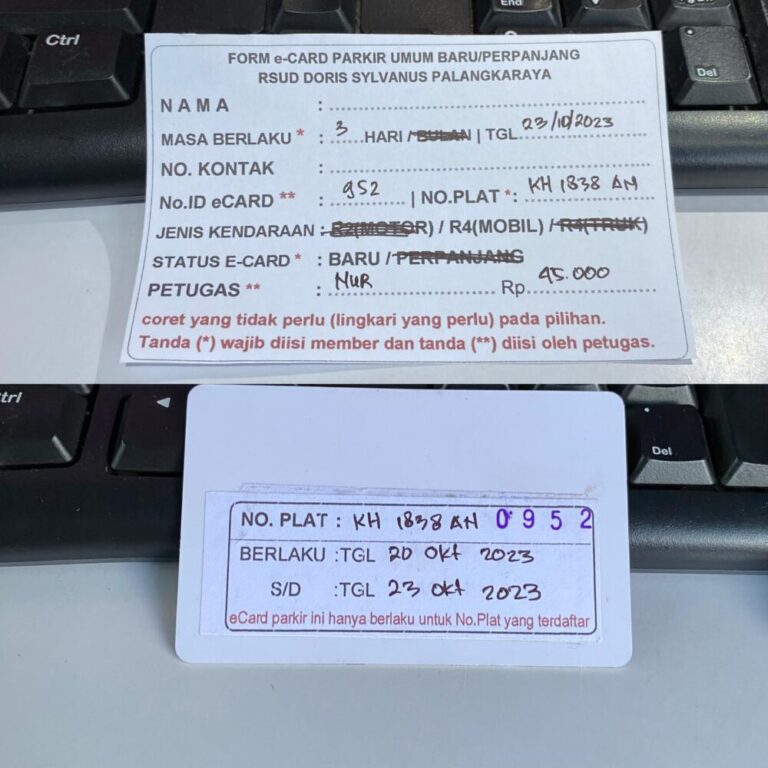 Ctrl
End
Del
FORM e-CARD PARKIR UMUM BARU/PERPANJANG
RSUD DORIS SYLVANUS PALANGKARAYA
NAMA :
MASA BERLAKU * : 3 HARI / BULAN | TGL 23/10/2023
NO. KONTAK :
No.ID eCARD ** : 952 | NO.PLAT *: KH 1838 AN
JENIS KENDARAAN : R2(MOTOR) / R4(MOBIL) / R4(TRUK)
STATUS E-CARD * : BARU / PERPANJANG
PETUGAS ** : NUR Rp 45.000
coret yang tidak perlu (lingkari yang perlu) pada pilihan.
Tanda (*) wajib diisi member dan tanda (**) diisi oleh petugas.
trl
Del
NO. PLAT : KH 1838 AN 0952
BERLAKU :TGL 20 Okt 2023
S/D :TGL 23 Okt 2023
eCard parkir ini hanya berlaku untuk No.Plat yang terdaftar